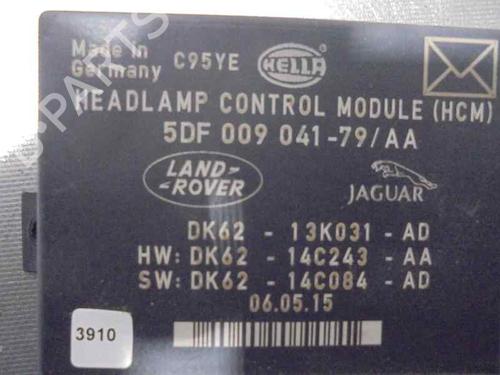 Made in
Germany
C95YE
HELLA
HEADLAMP CONTROL MODULE (HCM)
5DF 009 041-79/AA
LAND-
-ROVER
JAGUAR
DK62 - 13K031 - AD
HW: DK62 - 14C243 - AA
SW: DK62 - 14C084 - AD
06.05.15
3910